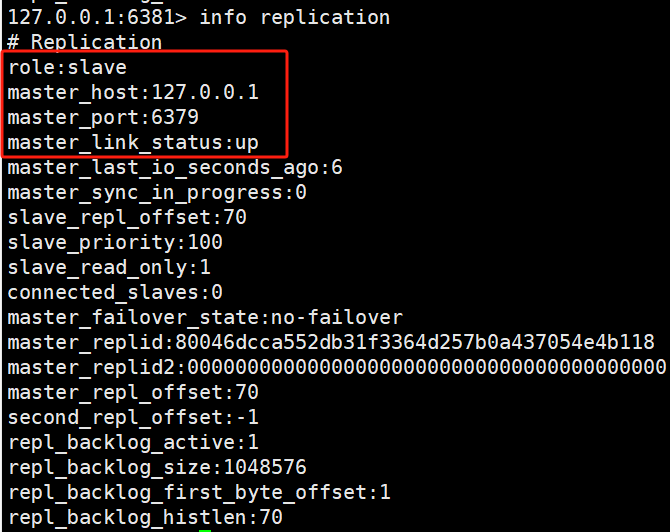 127.0.0.1:6381> info replication
# Replication
role:slave
master_host:127.0.0.1
master_port:6379
master_link_status:up
master_last_io_seconds_ago:6
master_sync_in_progress:0
slave_repl_offset:70
slave_priority:100
slave_read_only:1
connected_slaves:0
master_failover_state:no-failover
master_replid:80046dcca552db31f3364d257b0a437054e4b118
master_replid2:0000000000000000000000000000000000000000
master_repl_offset:70
second_repl_offset:-1
repl_backlog_active:1
repl_backlog_size:1048576
repl_backlog_first_byte_offset:1
repl_backlog_histlen:70